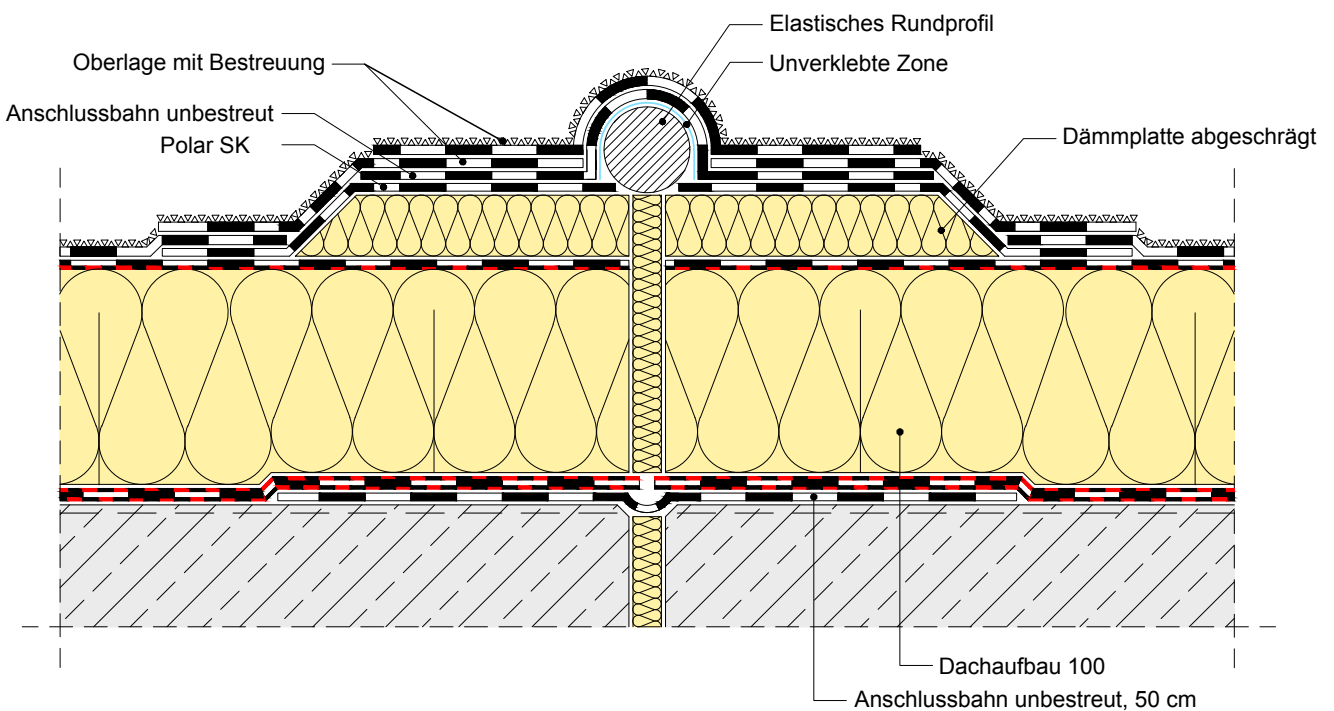 Elastisches Rundprofil
Oberlage mit Bestreuung
Unverklebte Zone
Anschlussbahn unbestreut
Dämmplatte abgeschrägt
Polar SK
Dachaufbau 100
Anschlussbahn unbestreut, 50 cm